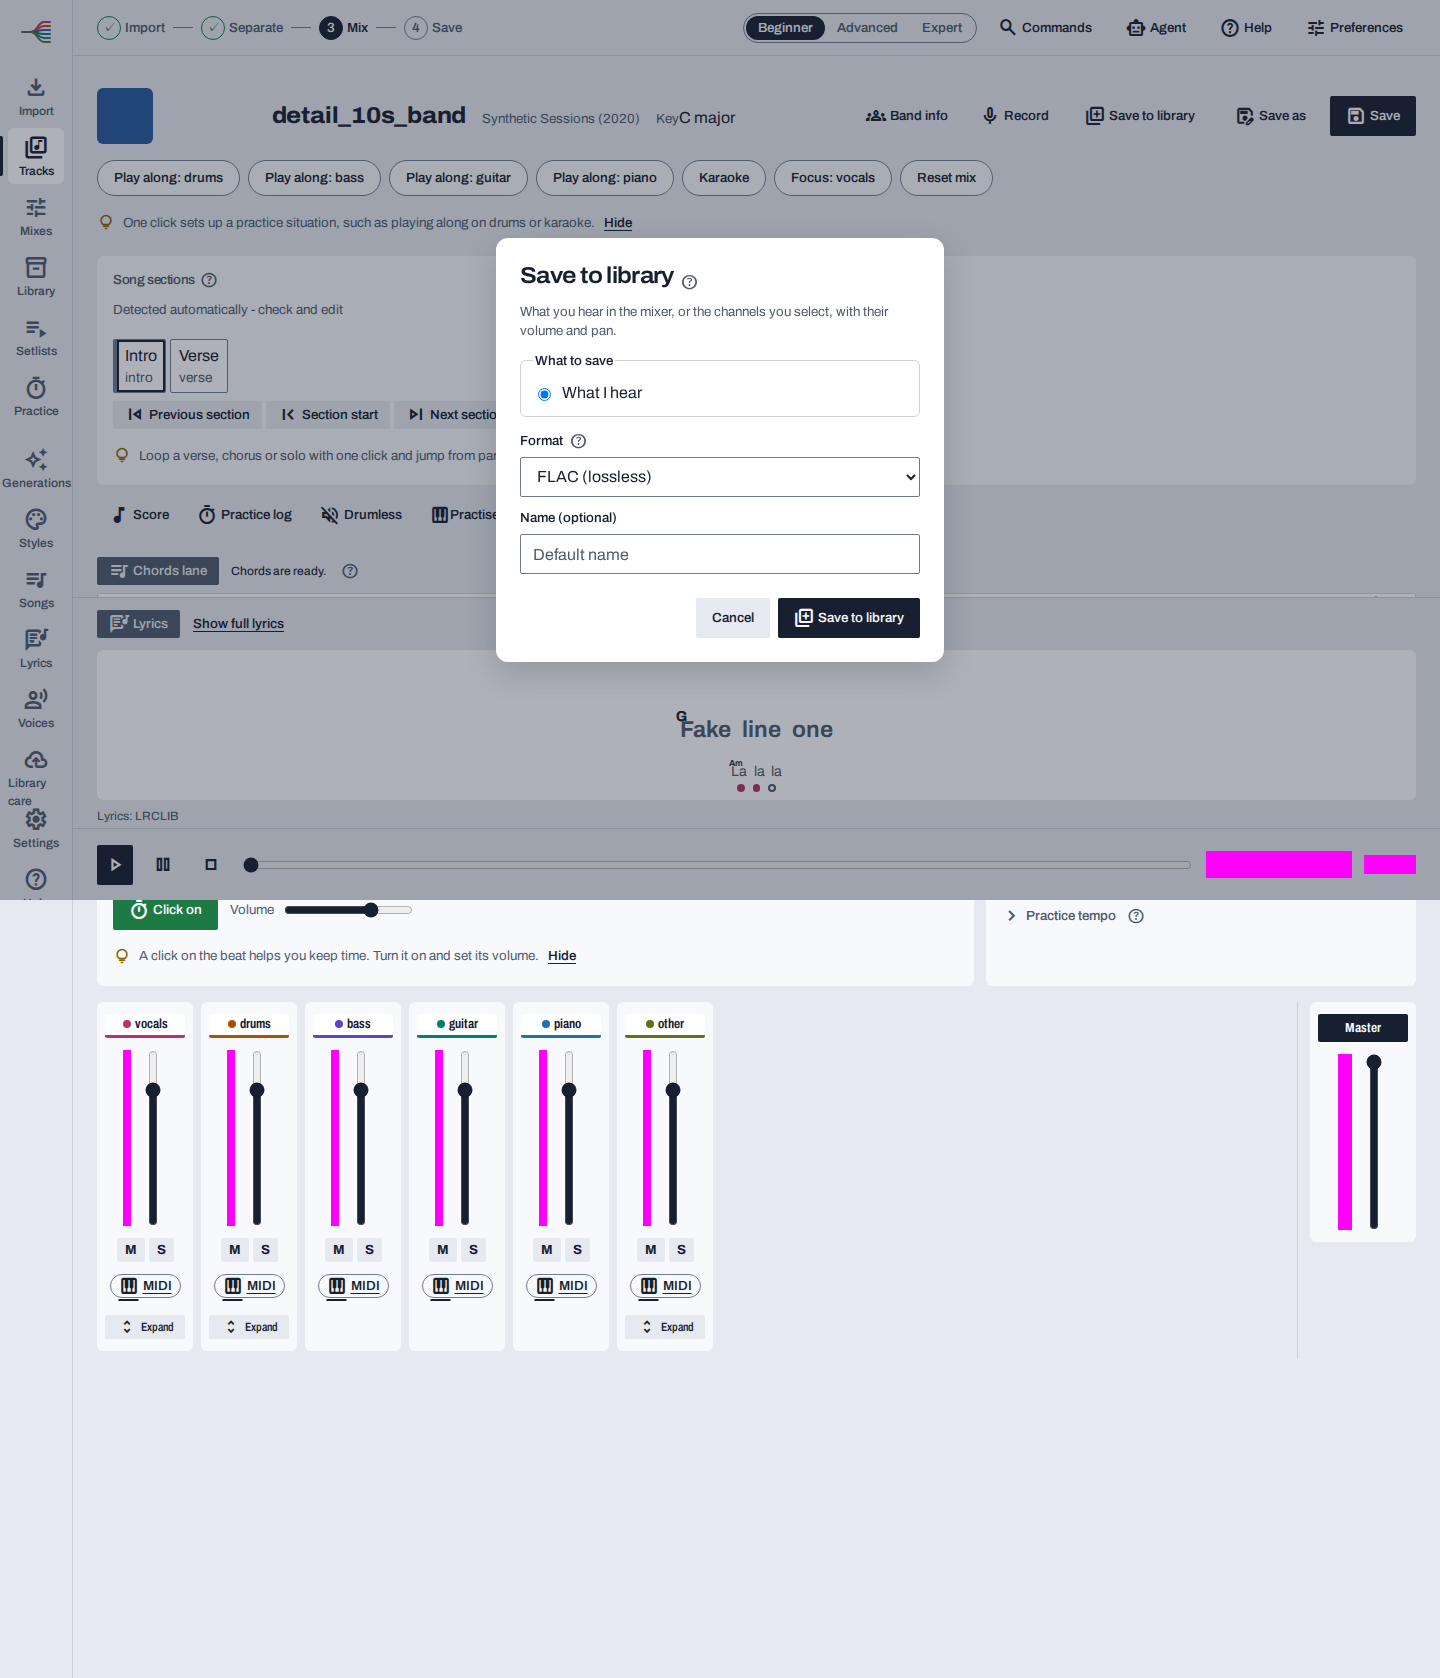 Import
Separate
3 Mix
4 Save
Beginner
Advanced
Expert
Commands
Agent
Help
Preferences
Import
Tracks
Mixes
Library
Setlists
Practice
Generations
Styles
Songs
Lyrics
Voices
Library
care
Settings
detail_10s_band
Synthetic Sessions (2020)
Key C major
Band info
Record
Save to library
Save as
Save
Play along: drums
Play along: bass
Play along: guitar
Play along: piano
Karaoke
Focus: vocals
Reset mix
One click sets up a practice situation, such as playing along on drums or karaoke. Hide
Song sections
Detected automatically - check and edit
Intro
intro
Verse
verse
Previous section
Section start
Next sectio
Loop a verse, chorus or solo with one click and jump from par
Score
Practice log
Drumless
Practise
Chords lane
Chords are ready.
Save to library
What you hear in the mixer, or the channels you select, with their
volume and pan.
What to save
What I hear
Format
FLAC (lossless)
Name (optional)
Default name
Cancel
Save to library
Lyrics
Show full lyrics
G
Fake line one
Am
La la la
Lyrics: LRCLIB
Click on
Volume
A click on the beat helps you keep time. Turn it on and set its volume. Hide
Practice tempo
vocals
drums
bass
guitar
piano
other
Master
M S
M S
M S
M S
M S
M S
MIDI
MIDI
MIDI
MIDI
MIDI
MIDI
Expand
Expand
Expand